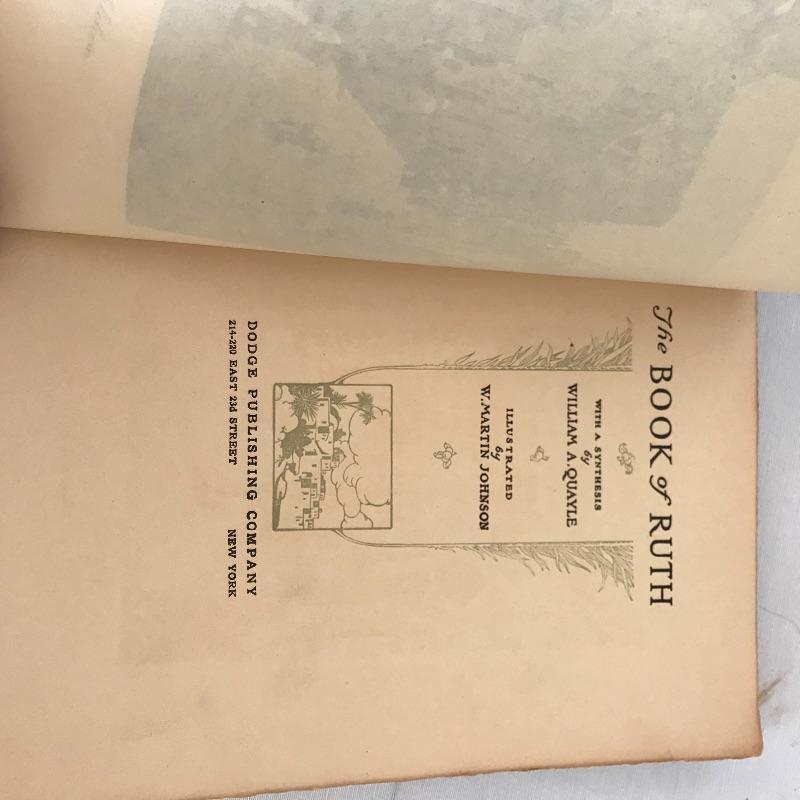 The BOOK of RUTH
WITH A SYNTHESIS
by
WILLIAM A. QUAYLE
ILLUSTRATED
by
W. MARTIN JOHNSON
DODGE PUBLISHING COMPANY
214-220 EAST 23d STREET NEW YORK